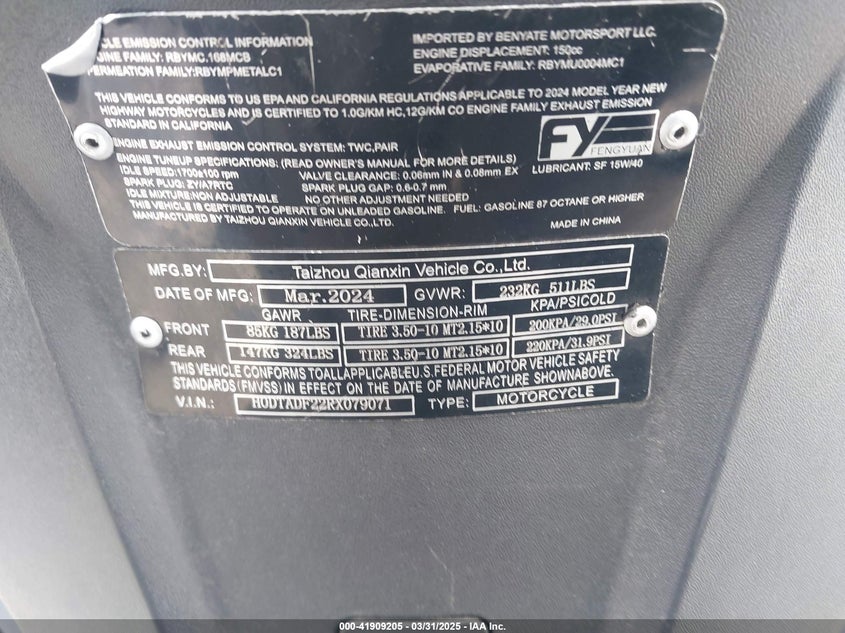 CLE EMISSION CONTROL INFORMATION
GINE FAMILY: RBYMC.168MCB
PERMEATION FAMILY:RBYMPMETALC1
IMPORTED BY BENYATE MOTORSPORT LLC.
ENGINE DISPLACEMENT: 150cc
EVAPORATIVE FAMILY: RBYMU0004MC1
THIS VEHICLE CONFORMS TO US EPA AND CALIFORNIA REGULATIONS APPLICABLE TO 2024 MODEL YEAR NEW
HIGHWAY MOTORCYCLES AND IS CERTIFIED TO 1.0G/KM HC,12G/KM CO ENGINE FAMILY EXHAUST EMISSION
STANDARD IN CALIFORNIA
ENGINE EXHAUST EMISSION CONTROL SYSTEM: TWC,PAIR
ENGINE TUNEUP SPECIFICATIONS: (READ OWNER'S MANUAL FOR MORE DETAILS)
IDLE SPEED:1700±100 rpm VALVE CLEARANCE: 0.06mm IN & 0.08mm EX
SPARK PLUG: ZY/A7RTC SPARK PLUG GAP: 0.6-0.7 mm
IDLE MIXTURE:NON ADJUSTABLE NO OTHER ADJUSTMENT NEEDED
THIS VEHICLE IS CERTIFIED TO OPERATE ON UNLEADED GASOLINE. FUEL: GASOLINE 87 OCTANE OR HIGHER
MANUFACTURED BY TAIZHOU QIANXIN VEHICLE CO.,LTD.
FY
FENGYUAN
LUBRICANT: SF 15W/40
MADE IN CHINA
MFG.BY: Taizhou Qianxin Vehicle Co.,Ltd.
DATE OF MFG: Mar.2024 GVWR: 232KG 511LBS
GAWR TIRE-DIMENSION-RIM KPA/PSICOLD
FRONT 85KG 187LBS TIRE 3.50-10 MT2.15*10 200KPA/29.0PSI
REAR 147KG 324LBS TIRE 3.50-10 MT2.15*10 220KPA/31.9PSI
THIS VEHICLE CONFORMS TOALLAPPLICABLEU.S.FEDERAL MOTOR VEHICLE SAFETY
STANDARDS (FMVSS) IN EFFECT ON THE DATE OF MANUFACTURE SHOWNABOVE.
V.I.N.: H0DTADF22RX079071 TYPE: MOTORCYCLE
000-41909205 - 03/31/2025 - IAA Inc.